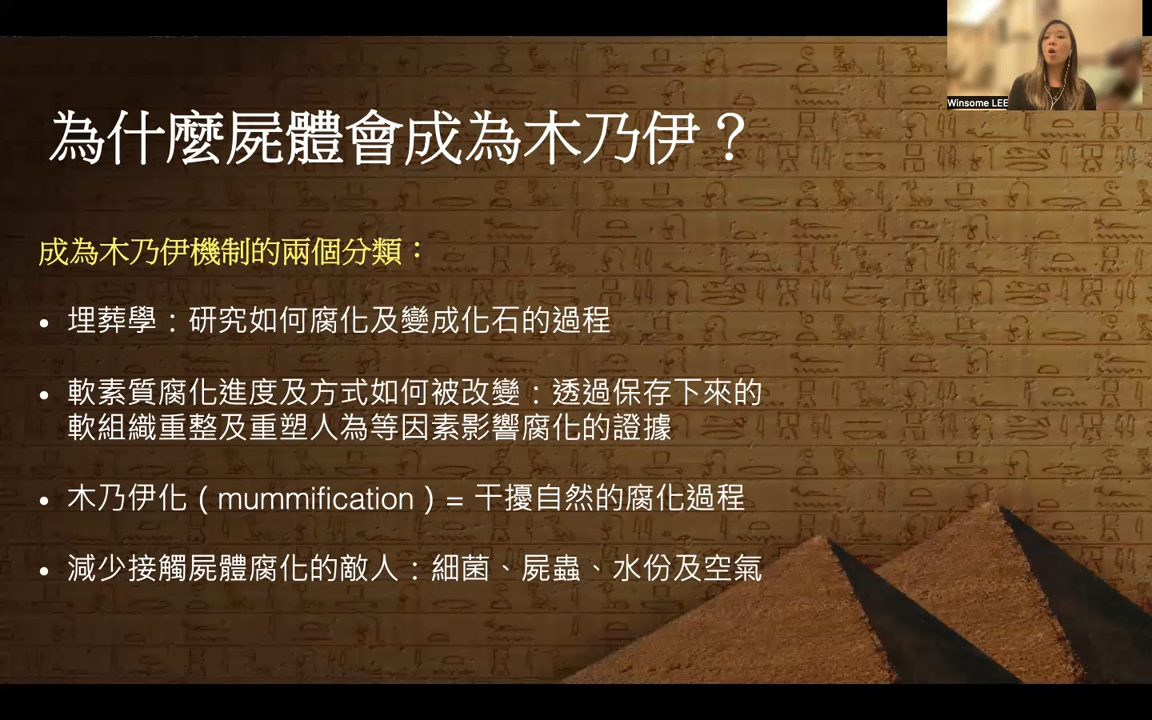 Winsome LEE
為什麼屍體會成為木乃伊？
成為木乃伊機制的兩個分類：
• 埋葬學：研究如何腐化及變成化石的過程
• 軟素質腐化進度及方式如何被改變：透過保存下來的
軟組織重整及重塑人為等因素影響腐化的證據
• 木乃伊化（mummification）= 干擾自然的腐化過程
• 減少接觸屍體腐化的敵人：細菌、屍蟲、水份及空氣